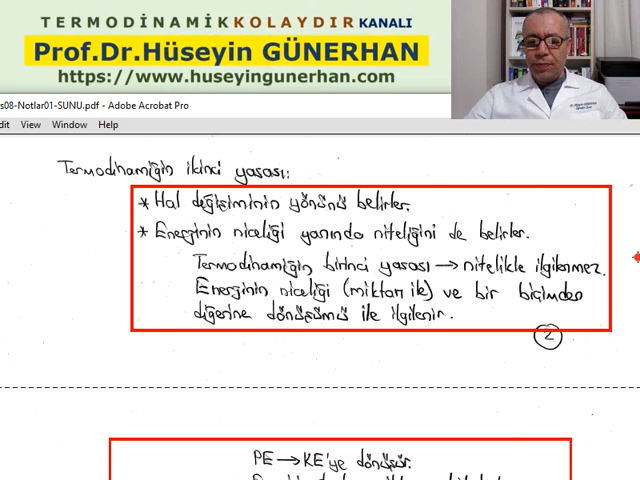 TERMODİNAMİKKOLAYDIR KANALI
Prof.Dr.Hüseyin GÜNERHAN
https://www.huseyingunerhan.com
s08-Notlar01-SUNU.pdf - Adobe Acrobat Pro
dit View Window Help
Termodinamiğin ikinci yasası:
* Hal değişiminin yönünü belirler.
* Enerjinin niceliği yanında niteliğini de belirler.
Termodinamiğin birinci yasası → nitelikle ilgilenmez.
Enerjinin niceliği (miktarı ile) ve bir biçimden
diğerine dönüşümü ile ilgilenir.
2
PE → KE'ye dönüşür.